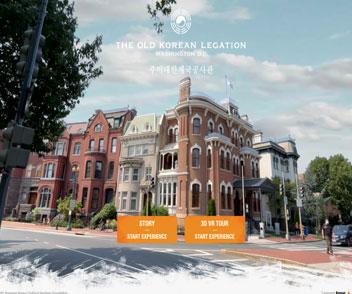 THE OLD KOREAN LEGATION
WASHINGTON D.C.
주미대한제국공사관
STORY
START EXPERIENCE
3D VR TOUR
START EXPERIENCE